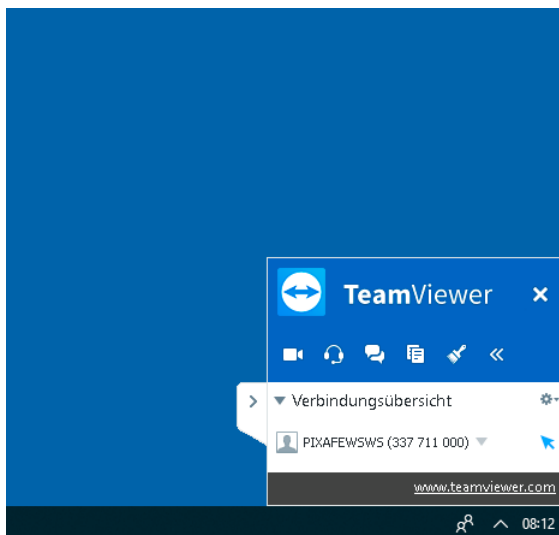 TeamViewer
Verbindungsübersicht
PIXAFEWSWS (337 711 000)
www.teamviewer.com
08:12